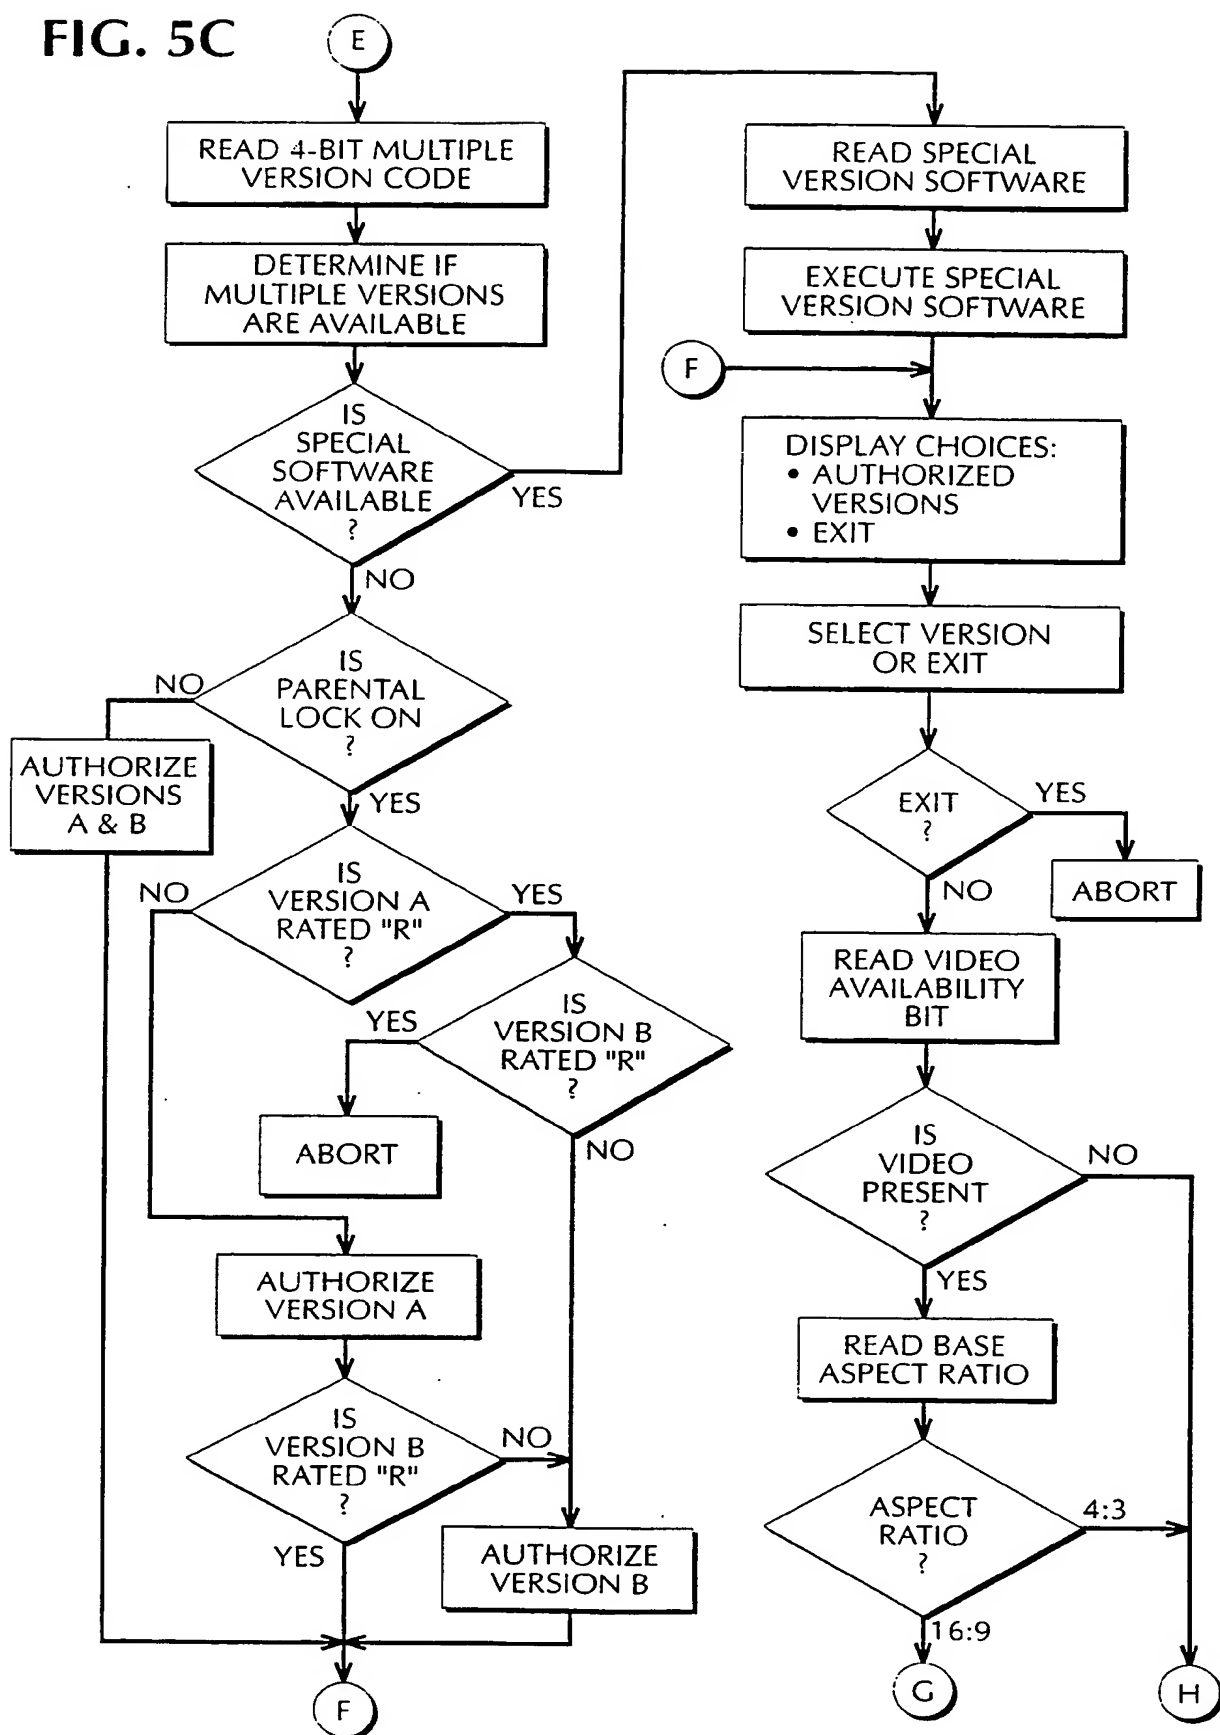 FIG. 5C
E
READ 4-BIT MULTIPLE
VERSION CODE
DETERMINE IF
MULTIPLE VERSIONS
ARE AVAILABLE
IS
SPECIAL
SOFTWARE
AVAILABLE
?
YES
NO
IS
PARENTAL
LOCK ON
?
NO
YES
AUTHORIZE
VERSIONS
A & B
IS
VERSION A
RATED "R"
?
NO
YES
IS
VERSION B
RATED "R"
?
YES
NO
ABORT
AUTHORIZE
VERSION A
IS
VERSION B
RATED "R"
?
NO
YES
AUTHORIZE
VERSION B
F
READ SPECIAL
VERSION SOFTWARE
EXECUTE SPECIAL
VERSION SOFTWARE
F
DISPLAY CHOICES:
• AUTHORIZED
VERSIONS
• EXIT
SELECT VERSION
OR EXIT
EXIT
?
YES
NO
ABORT
READ VIDEO
AVAILABILITY
BIT
IS
VIDEO
PRESENT
?
NO
YES
READ BASE
ASPECT RATIO
ASPECT
RATIO
?
4:3
16:9
G
H